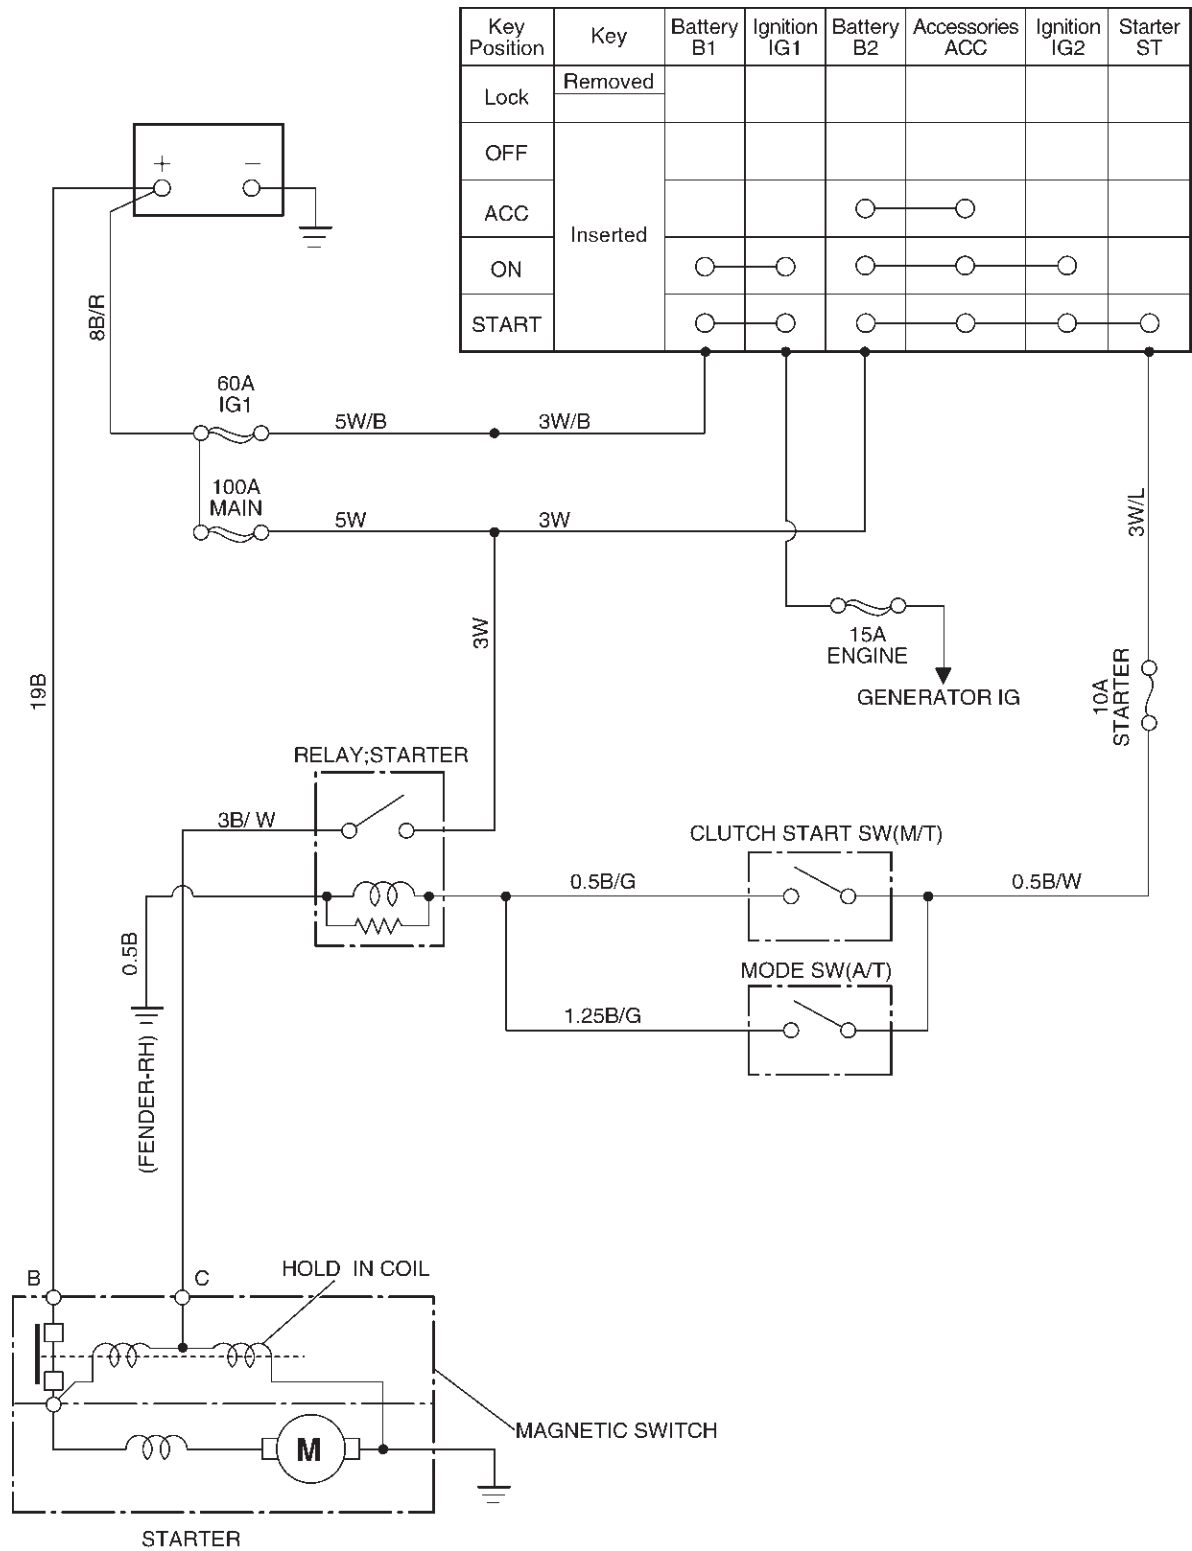 Key Position
Key
Battery B1
Ignition IG1
Battery B2
Accessories ACC
Ignition IG2
Starter ST
Lock
Removed
OFF
ACC
Inserted
ON
START
+
−
8B/R
60A
IG1
5W/B
3W/B
100A
MAIN
5W
3W
3W/L
3W
15A
ENGINE
GENERATOR IG
10A
STARTER
19B
RELAY;STARTER
3B/ W
CLUTCH START SW(M/T)
0.5B/G
0.5B/W
0.5B
MODE SW(A/T)
1.25B/G
(FENDER-RH)
B
C
HOLD IN COIL
MAGNETIC SWITCH
M
STARTER